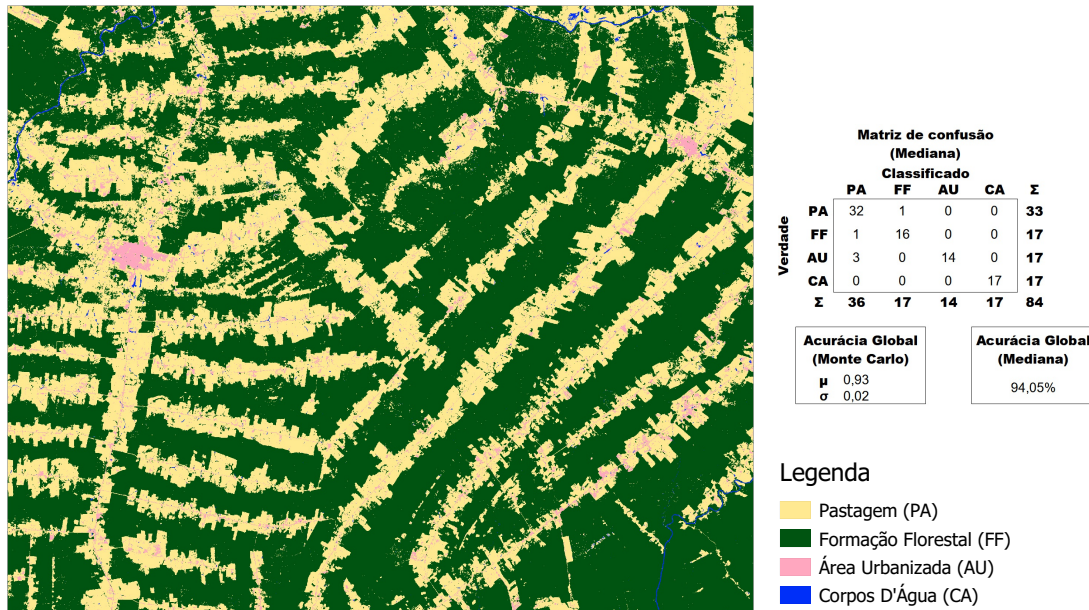 Matriz de confusão
(Mediana)
Classificado
PA FF AU CA Σ
Verdade
PA 32 1 0 0 33
FF 1 16 0 0 17
AU 3 0 14 0 17
CA 0 0 0 17 17
Σ 36 17 14 17 84
Acurácia Global
(Monte Carlo)
μ 0,93
σ 0,02
Acurácia Global
(Mediana)
94,05%
Legenda
Pastagem (PA)
Formação Florestal (FF)
Área Urbanizada (AU)
Corpos D'Água (CA)